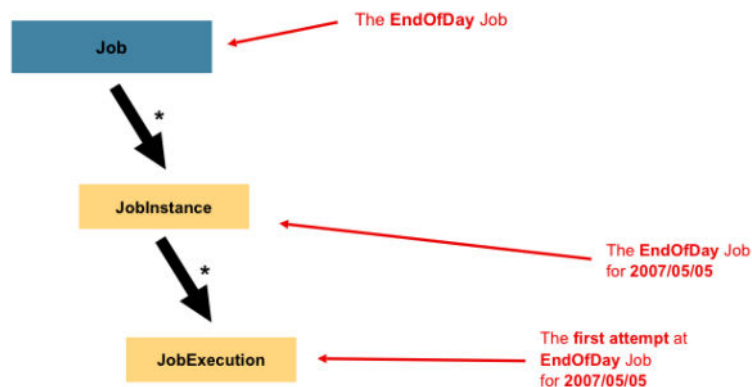 The EndOfDay Job
Job
*
JobInstance
*
The EndOfDay Job
for 2007/05/05
The first attempt at
EndOfDay Job
for 2007/05/05
JobExecution